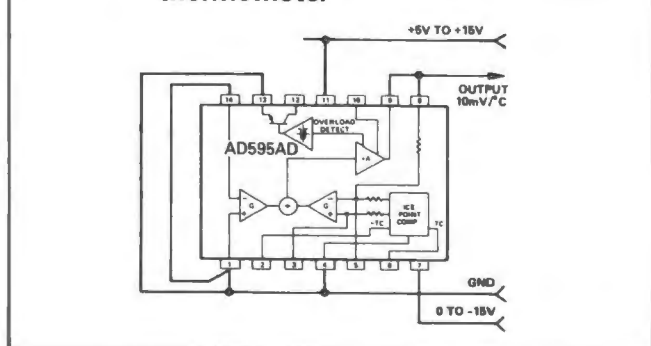 +5V TO +15V
OUTPUT
10mV/°C
14 13 12 11 10 9 8
OVERLOAD
DETECT
AD595AD
+A
G
G
ICE
POINT
COMP
-TC
TC
1 2 3 4 5 6 7
GND
0 TO -15V